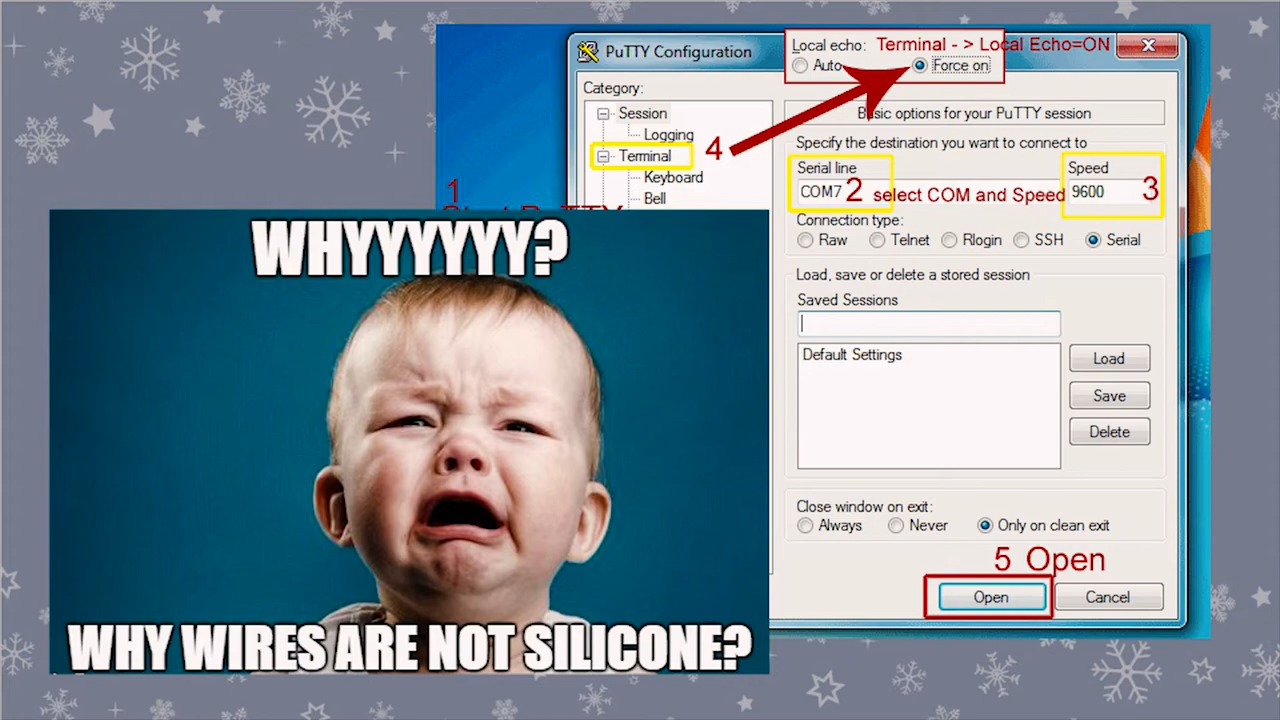 PuTTY Configuration
Local echo:
Terminal - > Local Echo=ON
Auto
Force on
Category:
Session
Logging
Terminal
Keyboard
Bell
4
1
Start PuTTY
Basic options for your PuTTY session
Specify the destination you want to connect to
Serial line
Speed
COM7
2
select COM and Speed
9600
3
Connection type:
Raw
Telnet
Rlogin
SSH
Serial
Load, save or delete a stored session
Saved Sessions
Default Settings
Load
Save
Delete
Close window on exit:
Always
Never
Only on clean exit
5 Open
Open
Cancel
WHYYYYYY?
WHY WIRES ARE NOT SILICONE?